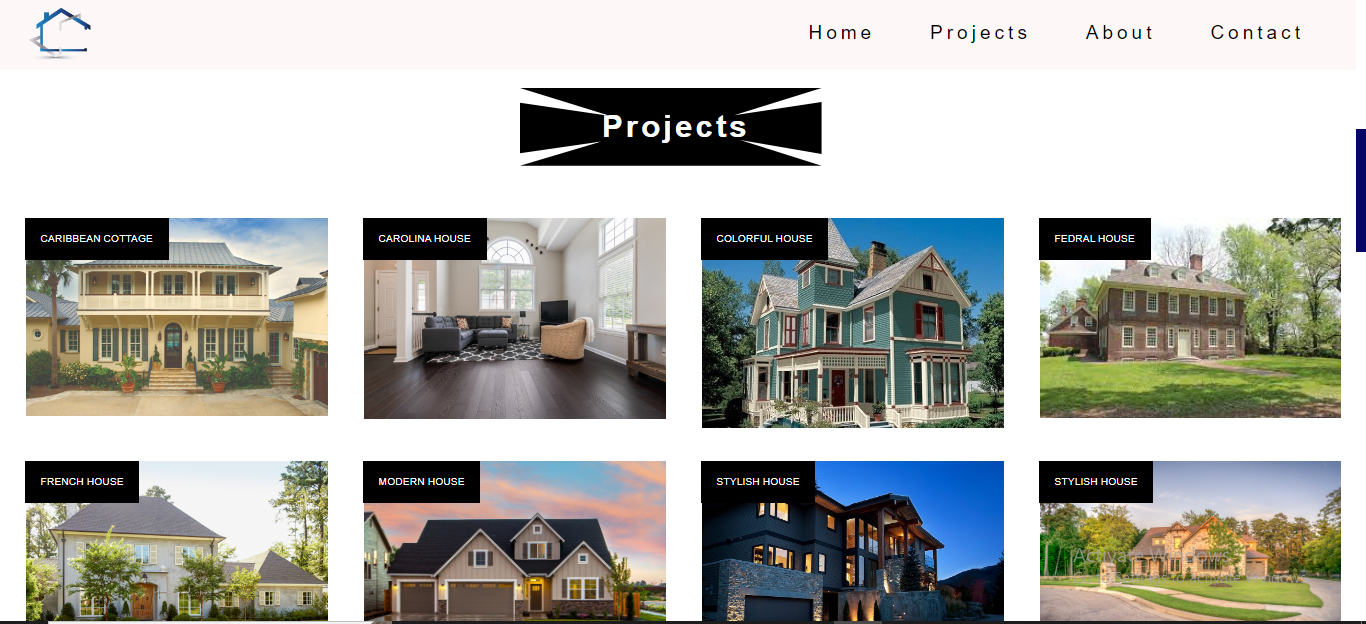 Home Projects About Contact
Projects
CARIBBEAN COTTAGE
CAROLINA HOUSE
COLORFUL HOUSE
FEDRAL HOUSE
FRENCH HOUSE
MODERN HOUSE
STYLISH HOUSE
STYLISH HOUSE
Activate Windows